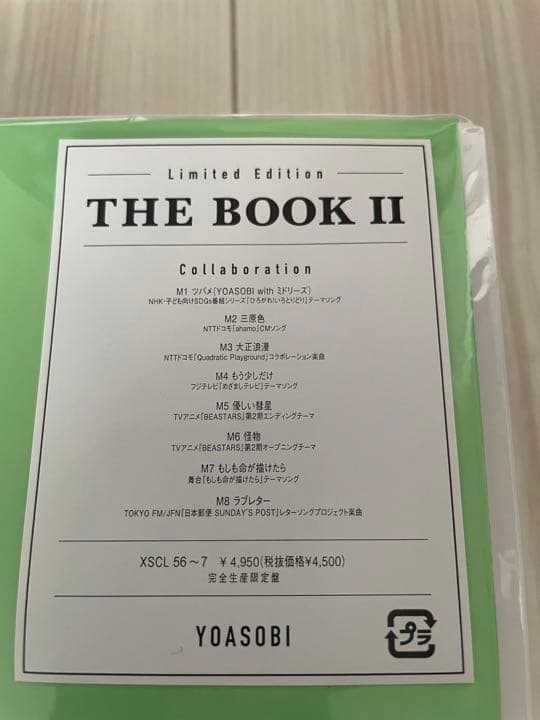 Limited Edition
THE BOOK II
Collaboration
M1 ツバメ(YOASOBI with ミドリーズ)
NHK・子ども向けSDGs番組シリーズ「ひろがれ!いろとりどり」テーマソング
M2 三原色
NTTドコモ「ahamo」CMソング
M3 大正浪漫
NTTドコモ「Quadratic Playground」コラボレーション楽曲
M4 もう少しだけ
フジテレビ「めざましテレビ」テーマソング
M5 優しい彗星
TVアニメ「BEASTARS」第2期エンディングテーマ
M6 怪物
TVアニメ「BEASTARS」第2期オープニングテーマ
M7 もしも命が描けたら
舞台「もしも命が描けたら」テーマソング
M8 ラブレター
TOKYO FM/JFN「日本郵便 SUNDAY'S POST」レターソングプロジェクト楽曲
XSCL 56〜7 ¥4,950(税抜価格¥4,500)
完全生産限定盤
YOASOBI
プラ